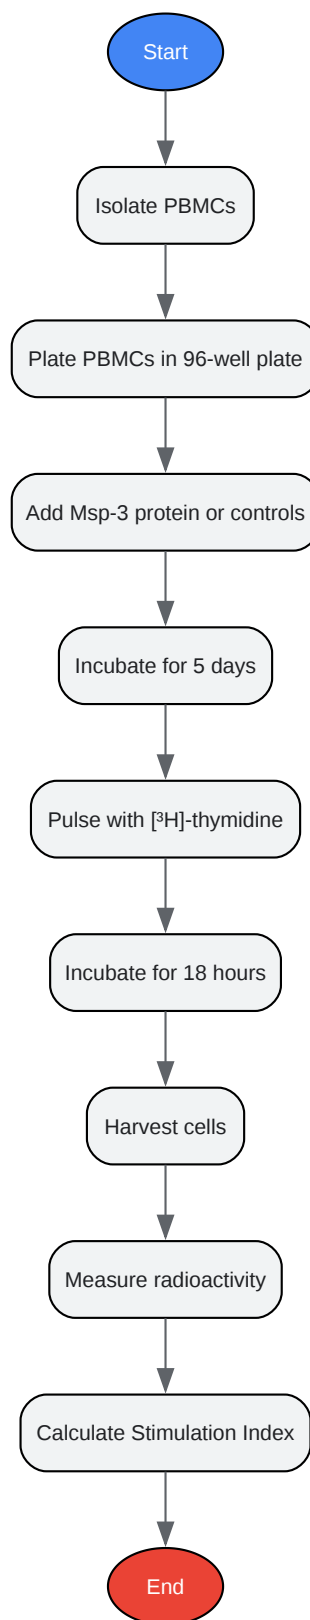 Start
Isolate PBMCs
Plate PBMCs in 96-well plate
Add Msp-3 protein or controls
Incubate for 5 days
Pulse with [³H]-thymidine
Incubate for 18 hours
Harvest cells
Measure radioactivity
Calculate Stimulation Index
End